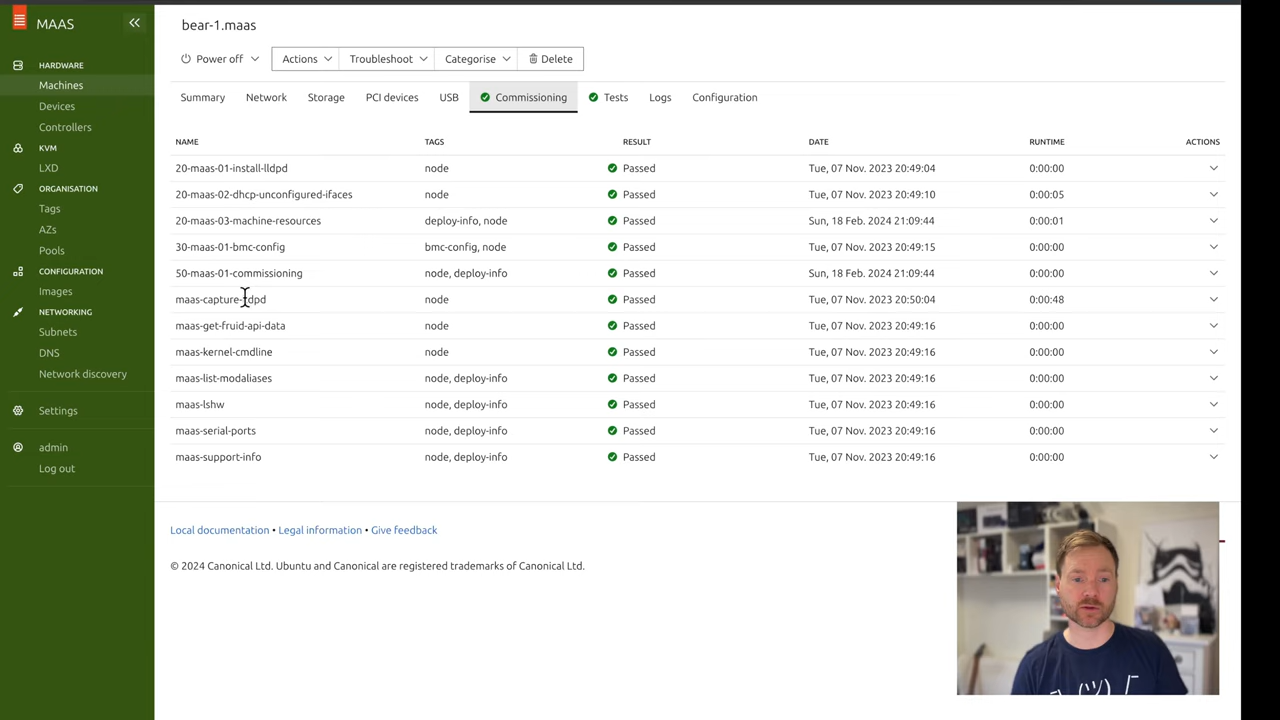 MAAS
HARDWARE
Machines
Devices
Controllers
KVM
LXD
ORGANISATION
Tags
AZs
Pools
CONFIGURATION
Images
NETWORKING
Subnets
DNS
Network discovery
Settings
admin
Log out
bear-1.maas
Power off Actions Troubleshoot Categorise Delete
Summary Network Storage PCI devices USB Commissioning Tests Logs Configuration
NAME TAGS RESULT DATE RUNTIME ACTIONS
20-maas-01-install-lldpd node Passed Tue, 07 Nov. 2023 20:49:04 0:00:00
20-maas-02-dhcp-unconfigured-ifaces node Passed Tue, 07 Nov. 2023 20:49:10 0:00:05
20-maas-03-machine-resources deploy-info, node Passed Sun, 18 Feb. 2024 21:09:44 0:00:01
30-maas-01-bmc-config bmc-config, node Passed Tue, 07 Nov. 2023 20:49:15 0:00:00
50-maas-01-commissioning node, deploy-info Passed Sun, 18 Feb. 2024 21:09:44 0:00:00
maas-capture-lldpd node Passed Tue, 07 Nov. 2023 20:50:04 0:00:48
maas-get-fruid-api-data node Passed Tue, 07 Nov. 2023 20:49:16 0:00:00
maas-kernel-cmdline node Passed Tue, 07 Nov. 2023 20:49:16 0:00:00
maas-list-modaliases node, deploy-info Passed Tue, 07 Nov. 2023 20:49:16 0:00:00
maas-lshw node, deploy-info Passed Tue, 07 Nov. 2023 20:49:16 0:00:00
maas-serial-ports node, deploy-info Passed Tue, 07 Nov. 2023 20:49:16 0:00:00
maas-support-info node, deploy-info Passed Tue, 07 Nov. 2023 20:49:16 0:00:00
Local documentation • Legal information • Give feedback
© 2024 Canonical Ltd. Ubuntu and Canonical are registered trademarks of Canonical Ltd.